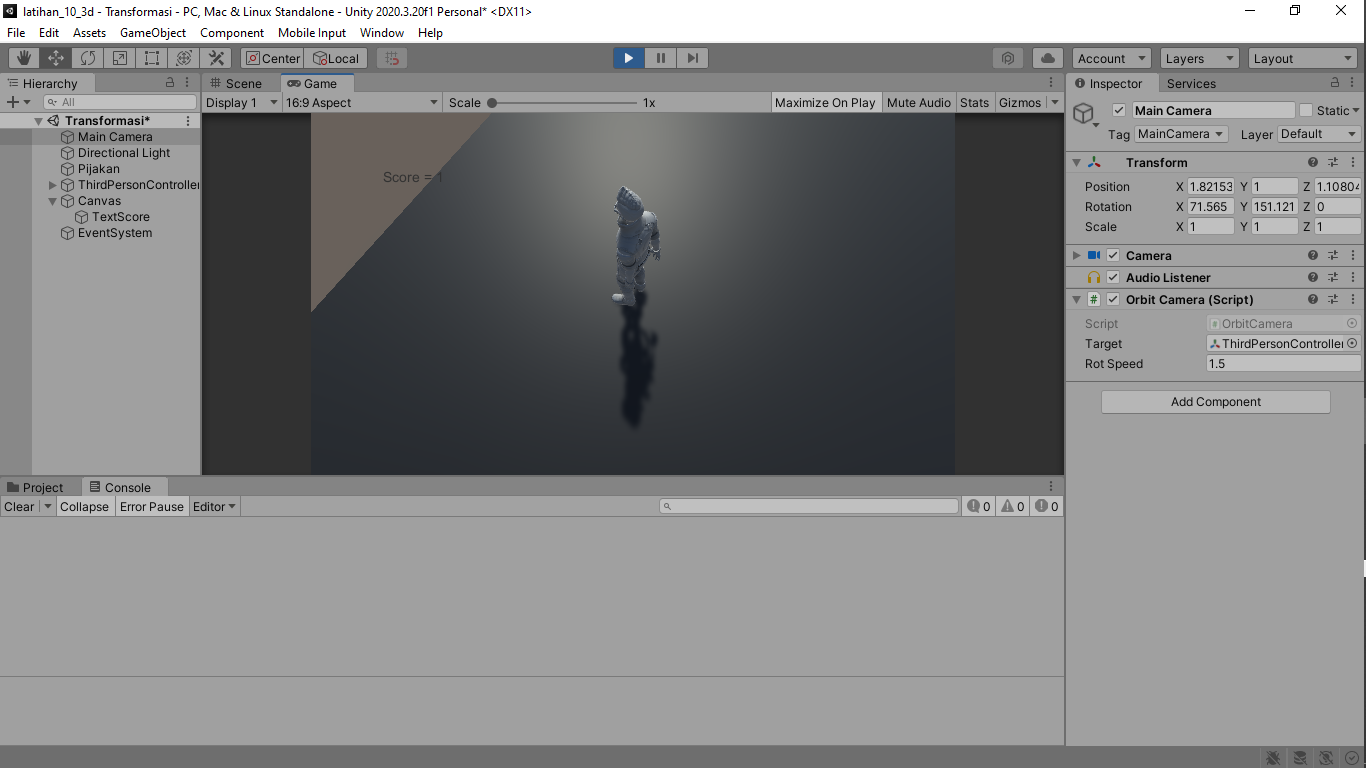 latihan_10_3d - Transformasi - PC, Mac & Linux Standalone - Unity 2020.3.20f1 Personal* <DX11>
File Edit Assets GameObject Component Mobile Input Window Help
Center Local Account Layers Layout
Hierarchy
All
Transformasi*
Main Camera
Directional Light
Pijakan
ThirdPersonController
Canvas
TextScore
EventSystem
Scene Game
Display 1 16:9 Aspect Scale 1x Maximize On Play Mute Audio Stats Gizmos
Score = 1
Project Console
Clear Collapse Error Pause Editor 0 0 0
Inspector Services
Main Camera Static
Tag MainCamera Layer Default
Transform
Position X 1.82153 Y 1 Z 1.10804
Rotation X 71.565 Y 151.121 Z 0
Scale X 1 Y 1 Z 1
Camera
Audio Listener
# Orbit Camera (Script)
Script OrbitCamera
Target ThirdPersonController
Rot Speed 1.5
Add Component